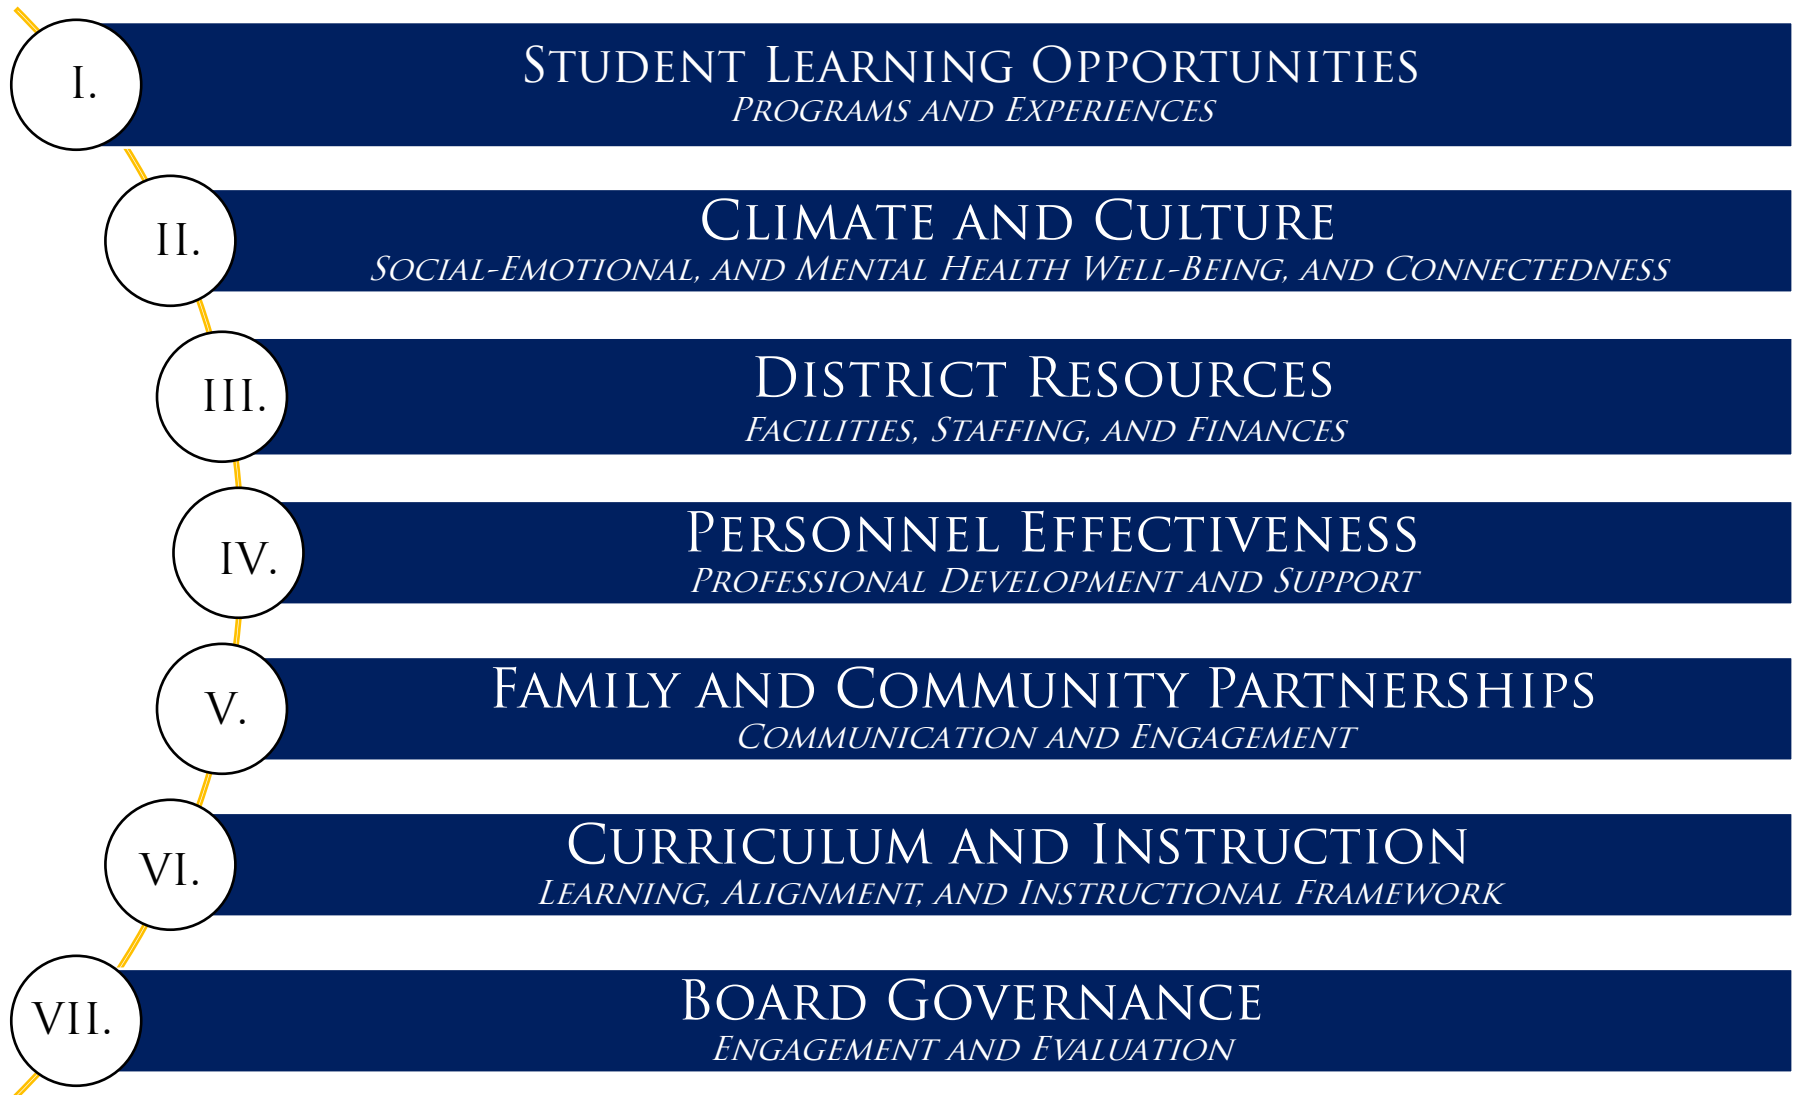 I.
Student Learning Opportunities
Programs and Experiences
II.
Climate and Culture
Social-Emotional, and Mental Health Well-Being, and Connectedness
III.
District Resources
Facilities, Staffing, and Finances
IV.
Personnel Effectiveness
Professional Development and Support
V.
Family and Community Partnerships
Communication and Engagement
VI.
Curriculum and Instruction
Learning, Alignment, and Instructional Framework
VII.
Board Governance
Engagement and Evaluation